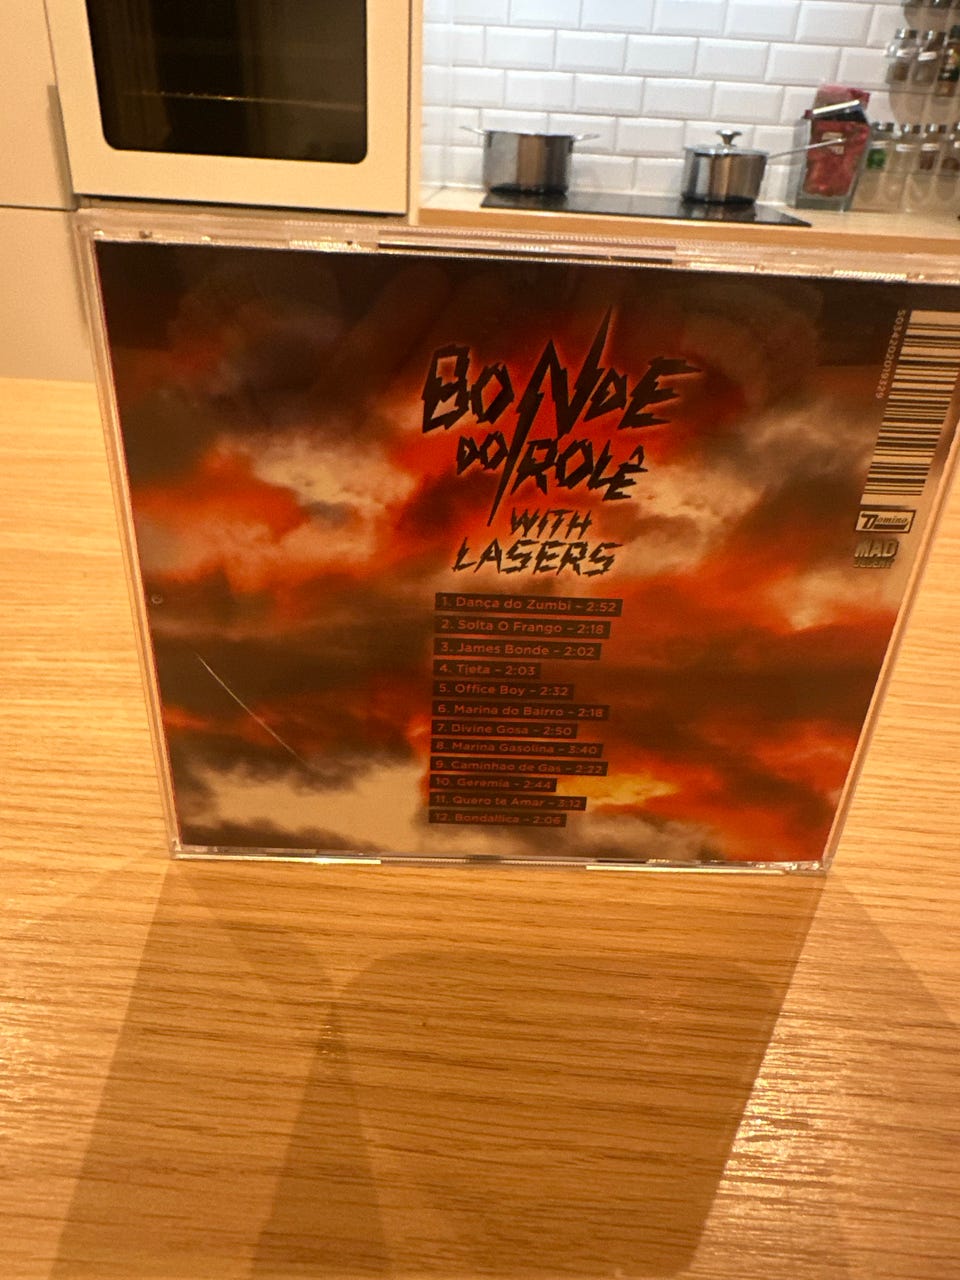 BONDE
DO ROLÊ
WITH
LASERS
1. Dança do Zumbi - 2:52
2. Solta O Frango - 2:18
3. James Bonde - 2:02
4. Tjeta - 2:03
5. Office Boy - 2:32
6. Marina do Bairro - 2:18
7. Divine Gosa - 2:50
8. Marina Gasolina - 3:40
9. Caminhao de Gas - 2:22
10. Geremia - 2:44
11. Quero te Amar - 3:12
12. Bondallica - 2:06
5034202019329
Domino
MAD
DECENT